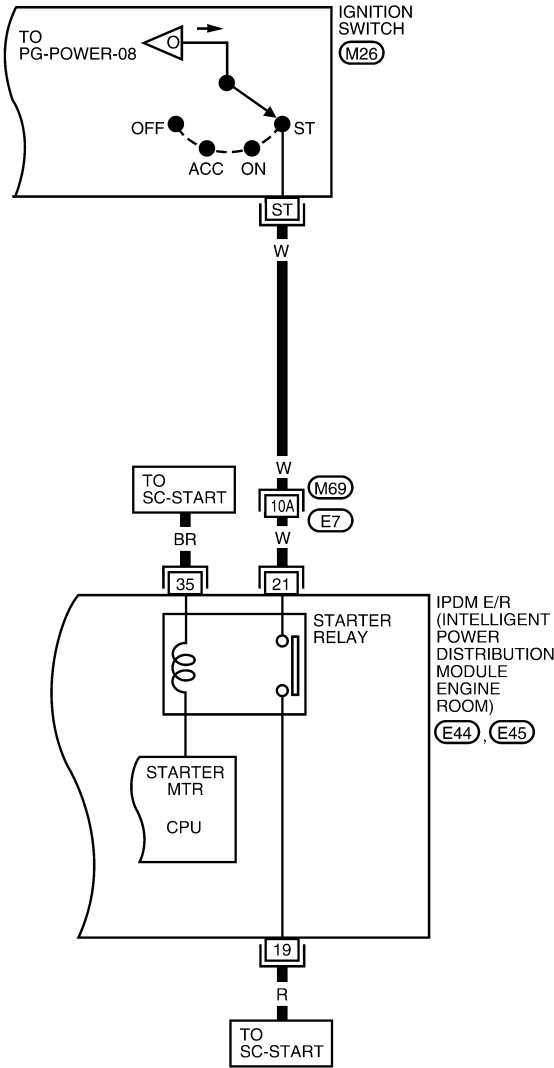 IGNITION
SWITCH
M26
TO
PG-POWER-08
O
OFF
ACC
ON
ST
ST
W
W
TO
SC-START
M69
10A
E7
BR
W
35
21
IPDM E/R
(INTELLIGENT
POWER
DISTRIBUTION
MODULE
ENGINE
ROOM)
E44 , E45
STARTER
RELAY
STARTER
MTR
CPU
19
R
TO
SC-START